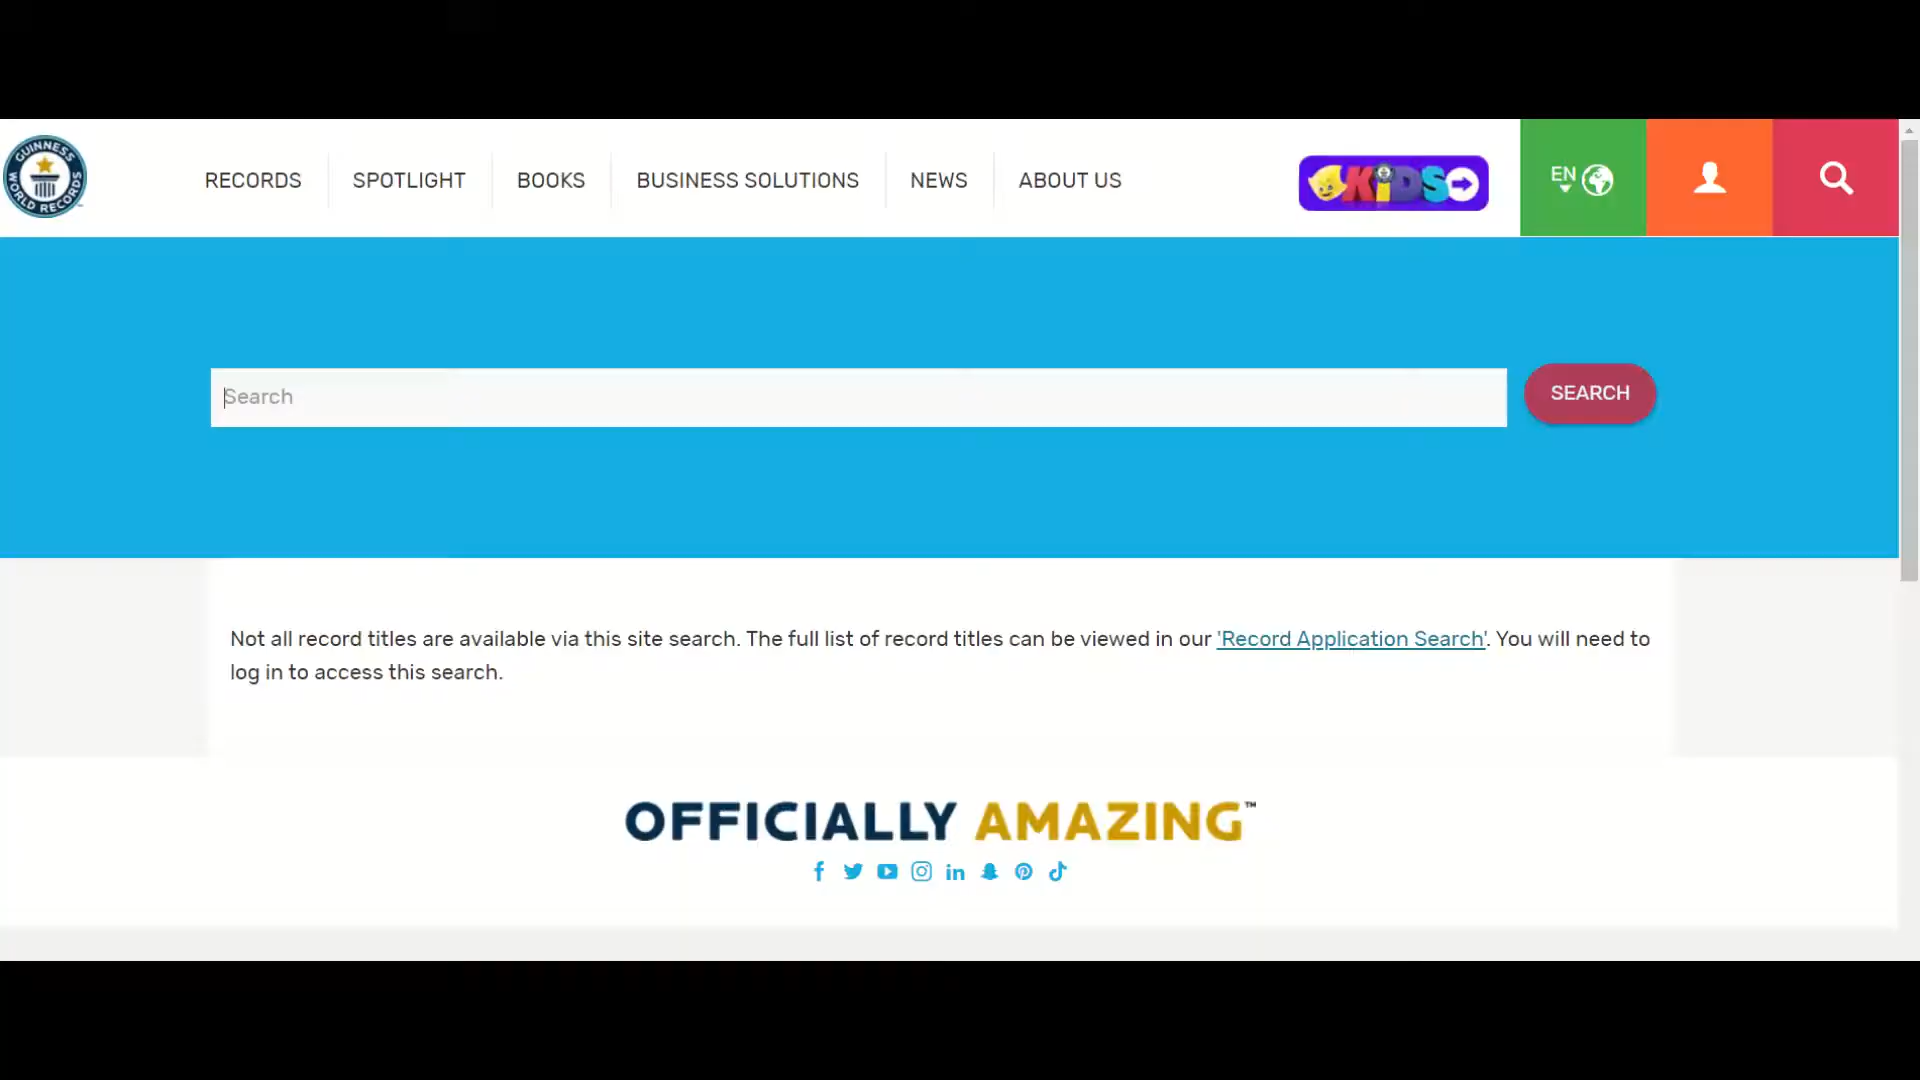 GUINNESS
WORLD RECORDS
RECORDS
SPOTLIGHT
BOOKS
BUSINESS SOLUTIONS
NEWS
ABOUT US
KiDS
EN
Search
SEARCH
Not all record titles are available via this site search. The full list of record titles can be viewed in our 'Record Application Search'. You will need to
log in to access this search.
OFFICIALLY AMAZING™